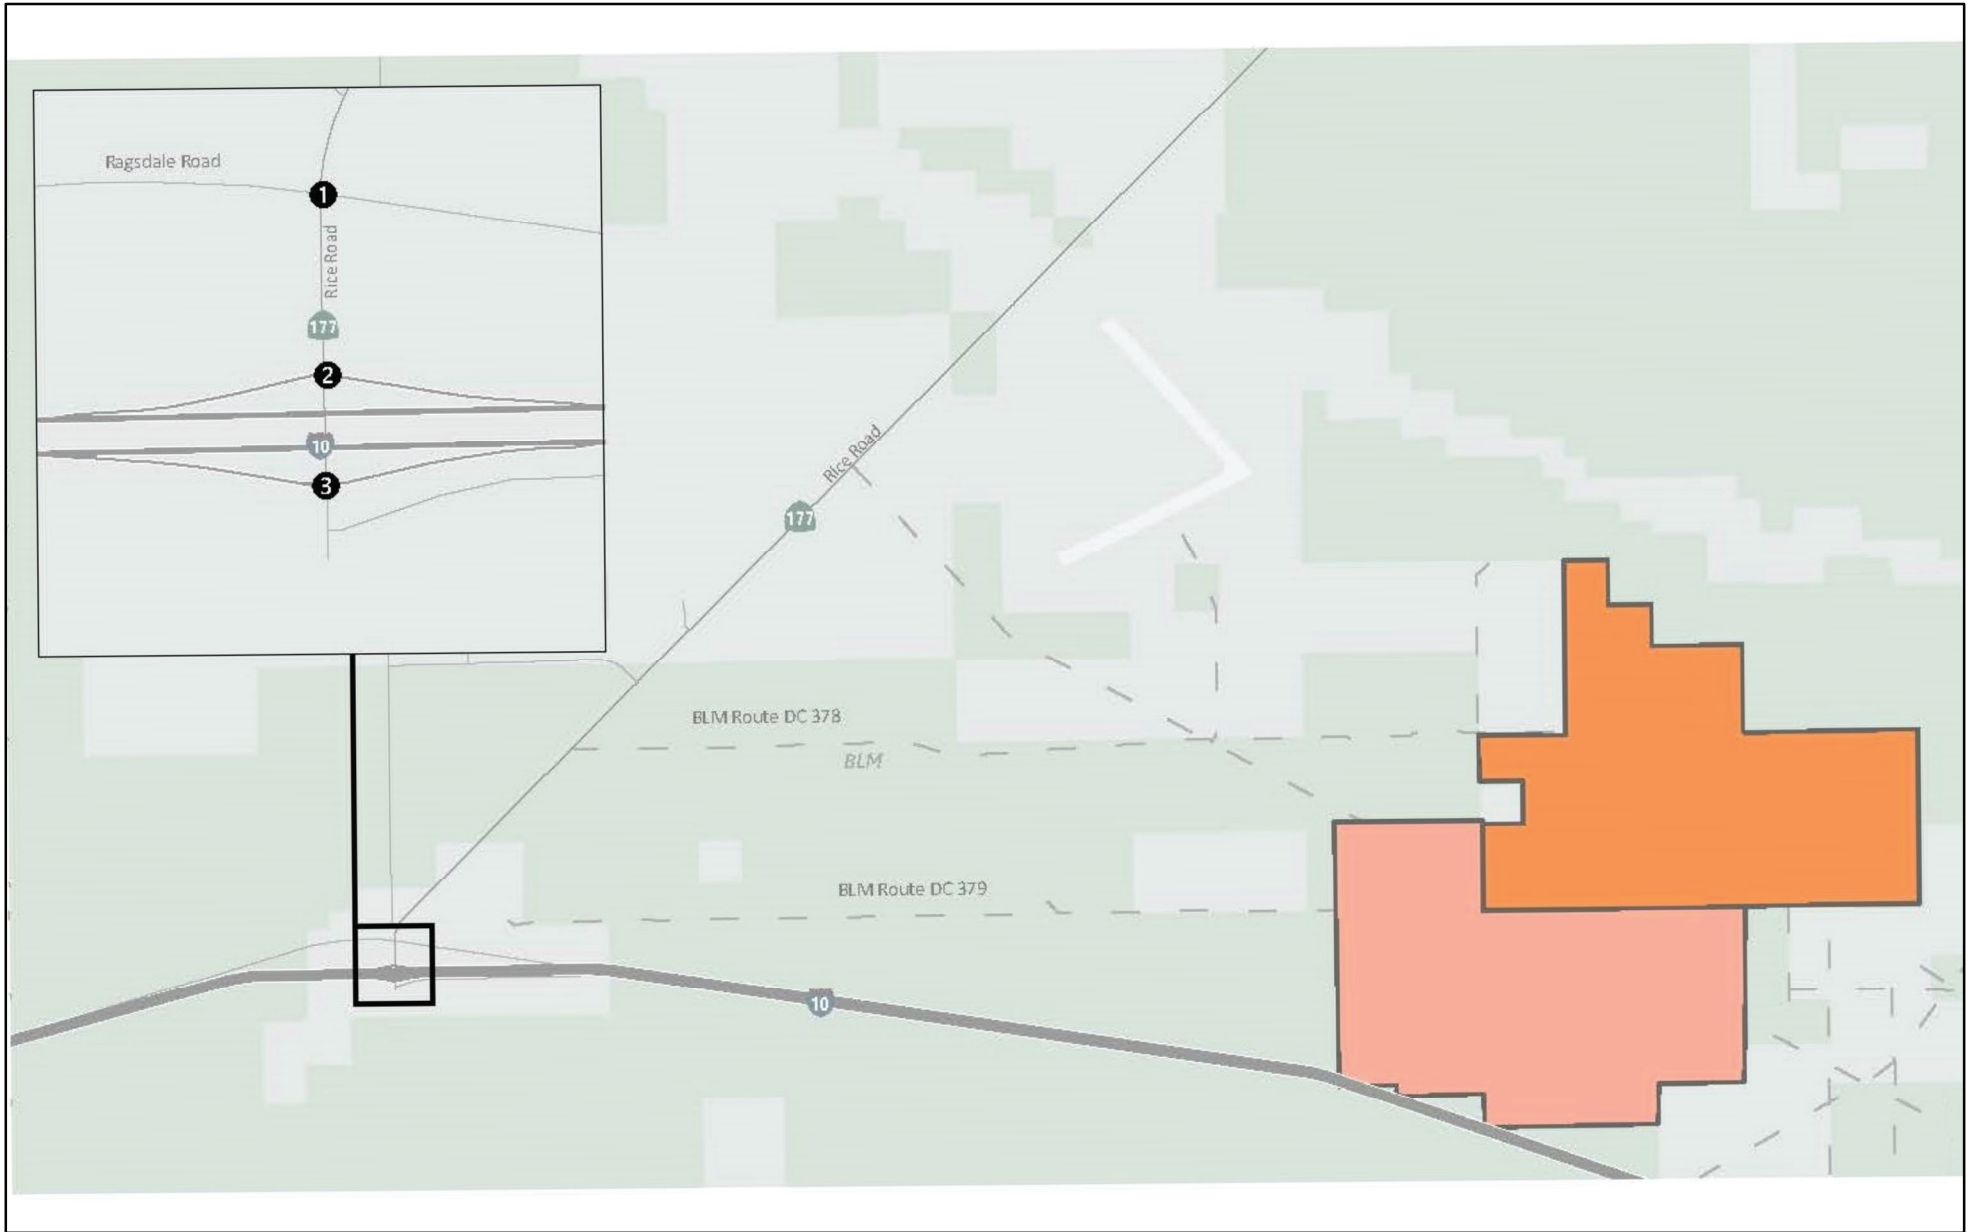 Ragsdale Road
1
Rice Road
177
2
10
3
Rice Road
177
BLM Route DC 378
BLM
BLM Route DC 379
10